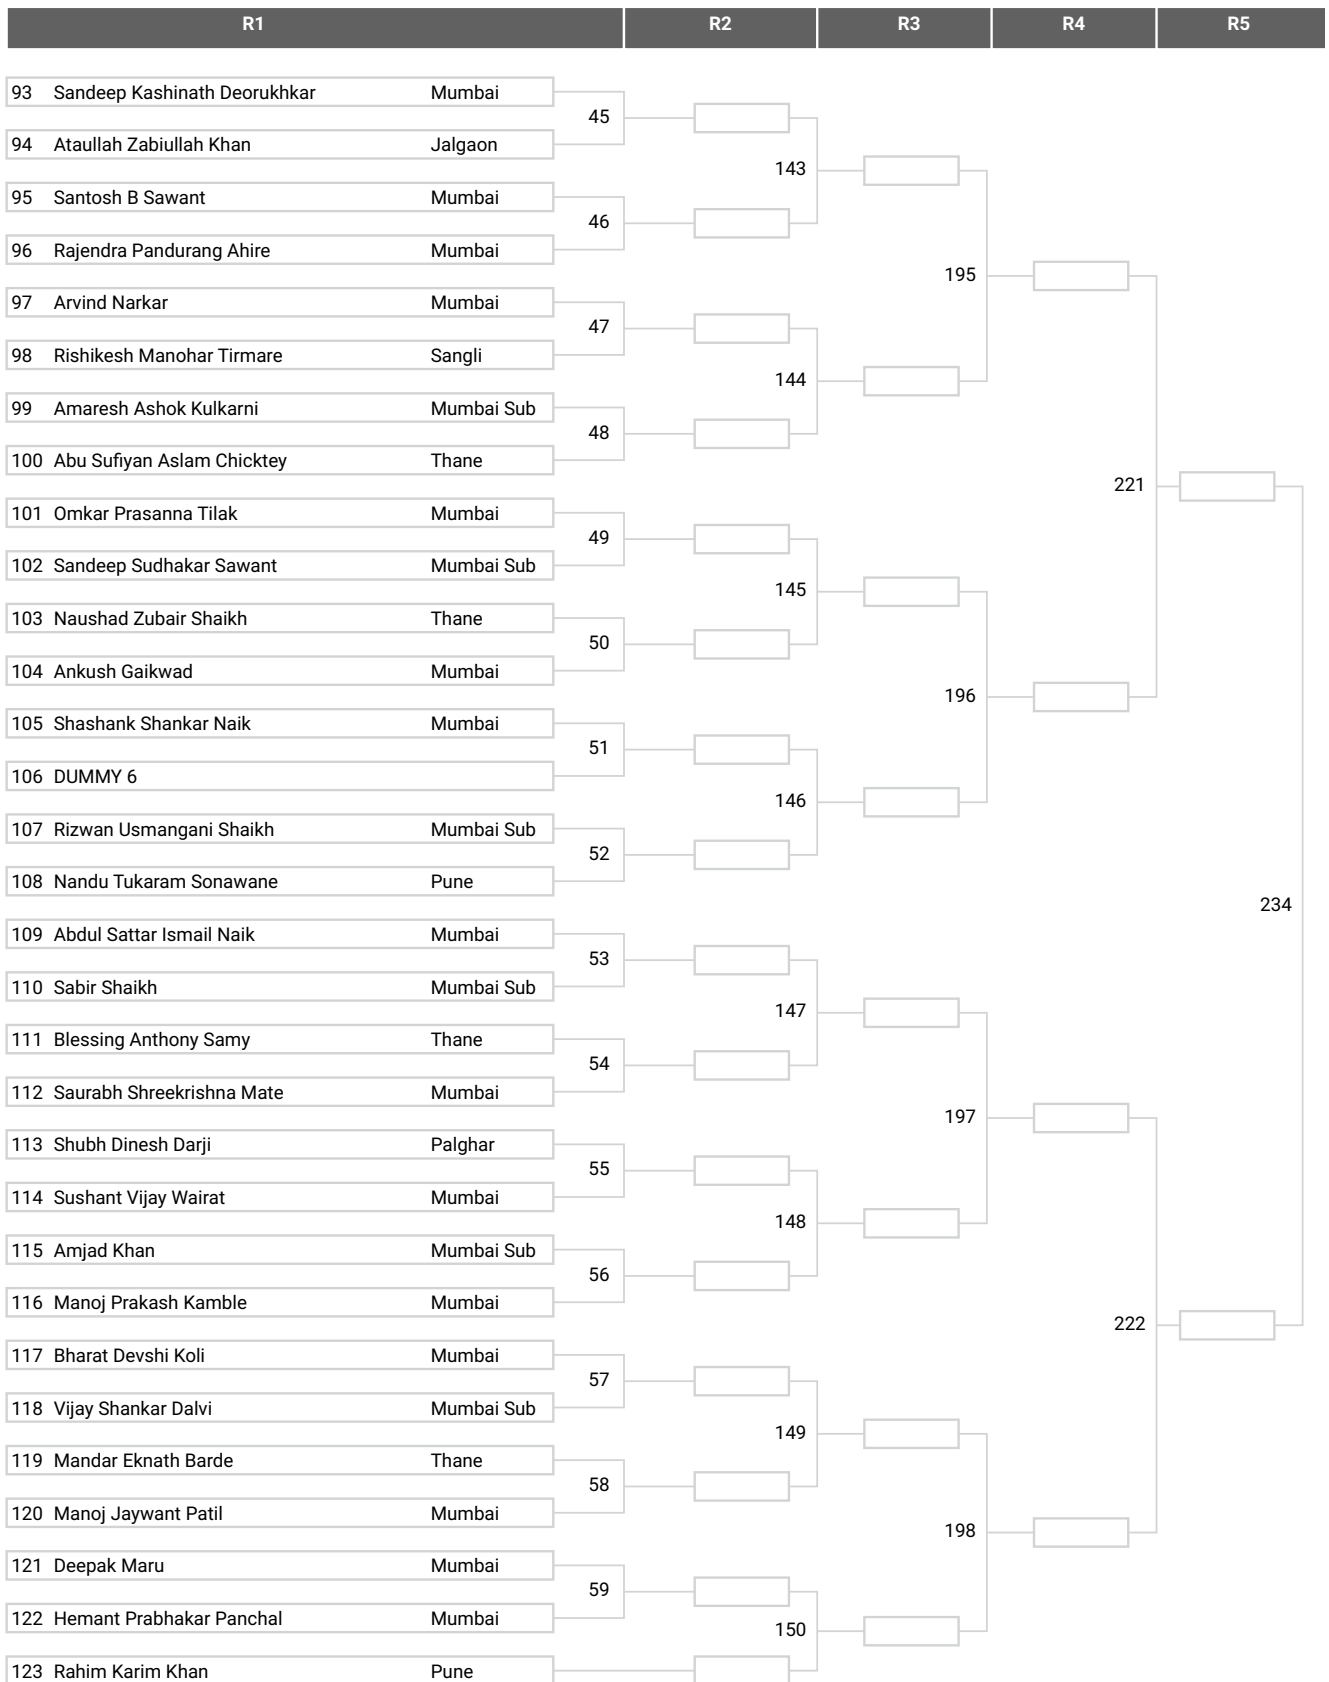 R1 R2 R3 R4 R5
93 Sandeep Kashinath Deorukhkar Mumbai
45
94 Ataullah Zabiullah Khan Jalgaon
143
95 Santosh B Sawant Mumbai
46
96 Rajendra Pandurang Ahire Mumbai
195
97 Arvind Narkar Mumbai
47
98 Rishikesh Manohar Tirmare Sangli
144
99 Amaresh Ashok Kulkarni Mumbai Sub
48
100 Abu Sufiyan Aslam Chicktey Thane
221
101 Omkar Prasanna Tilak Mumbai
49
102 Sandeep Sudhakar Sawant Mumbai Sub
145
103 Naushad Zubair Shaikh Thane
50
104 Ankush Gaikwad Mumbai
196
105 Shashank Shankar Naik Mumbai
51
106 DUMMY 6
146
107 Rizwan Usmangani Shaikh Mumbai Sub
52
108 Nandu Tukaram Sonawane Pune
234
109 Abdul Sattar Ismail Naik Mumbai
53
110 Sabir Shaikh Mumbai Sub
147
111 Blessing Anthony Samy Thane
54
112 Saurabh Shreekrishna Mate Mumbai
197
113 Shubh Dinesh Darji Palghar
55
114 Sushant Vijay Wairat Mumbai
148
115 Amjad Khan Mumbai Sub
56
116 Manoj Prakash Kamble Mumbai
222
117 Bharat Devshi Koli Mumbai
57
118 Vijay Shankar Dalvi Mumbai Sub
149
119 Mandar Eknath Barde Thane
58
120 Manoj Jaywant Patil Mumbai
198
121 Deepak Maru Mumbai
59
122 Hemant Prabhakar Panchal Mumbai
150
123 Rahim Karim Khan Pune